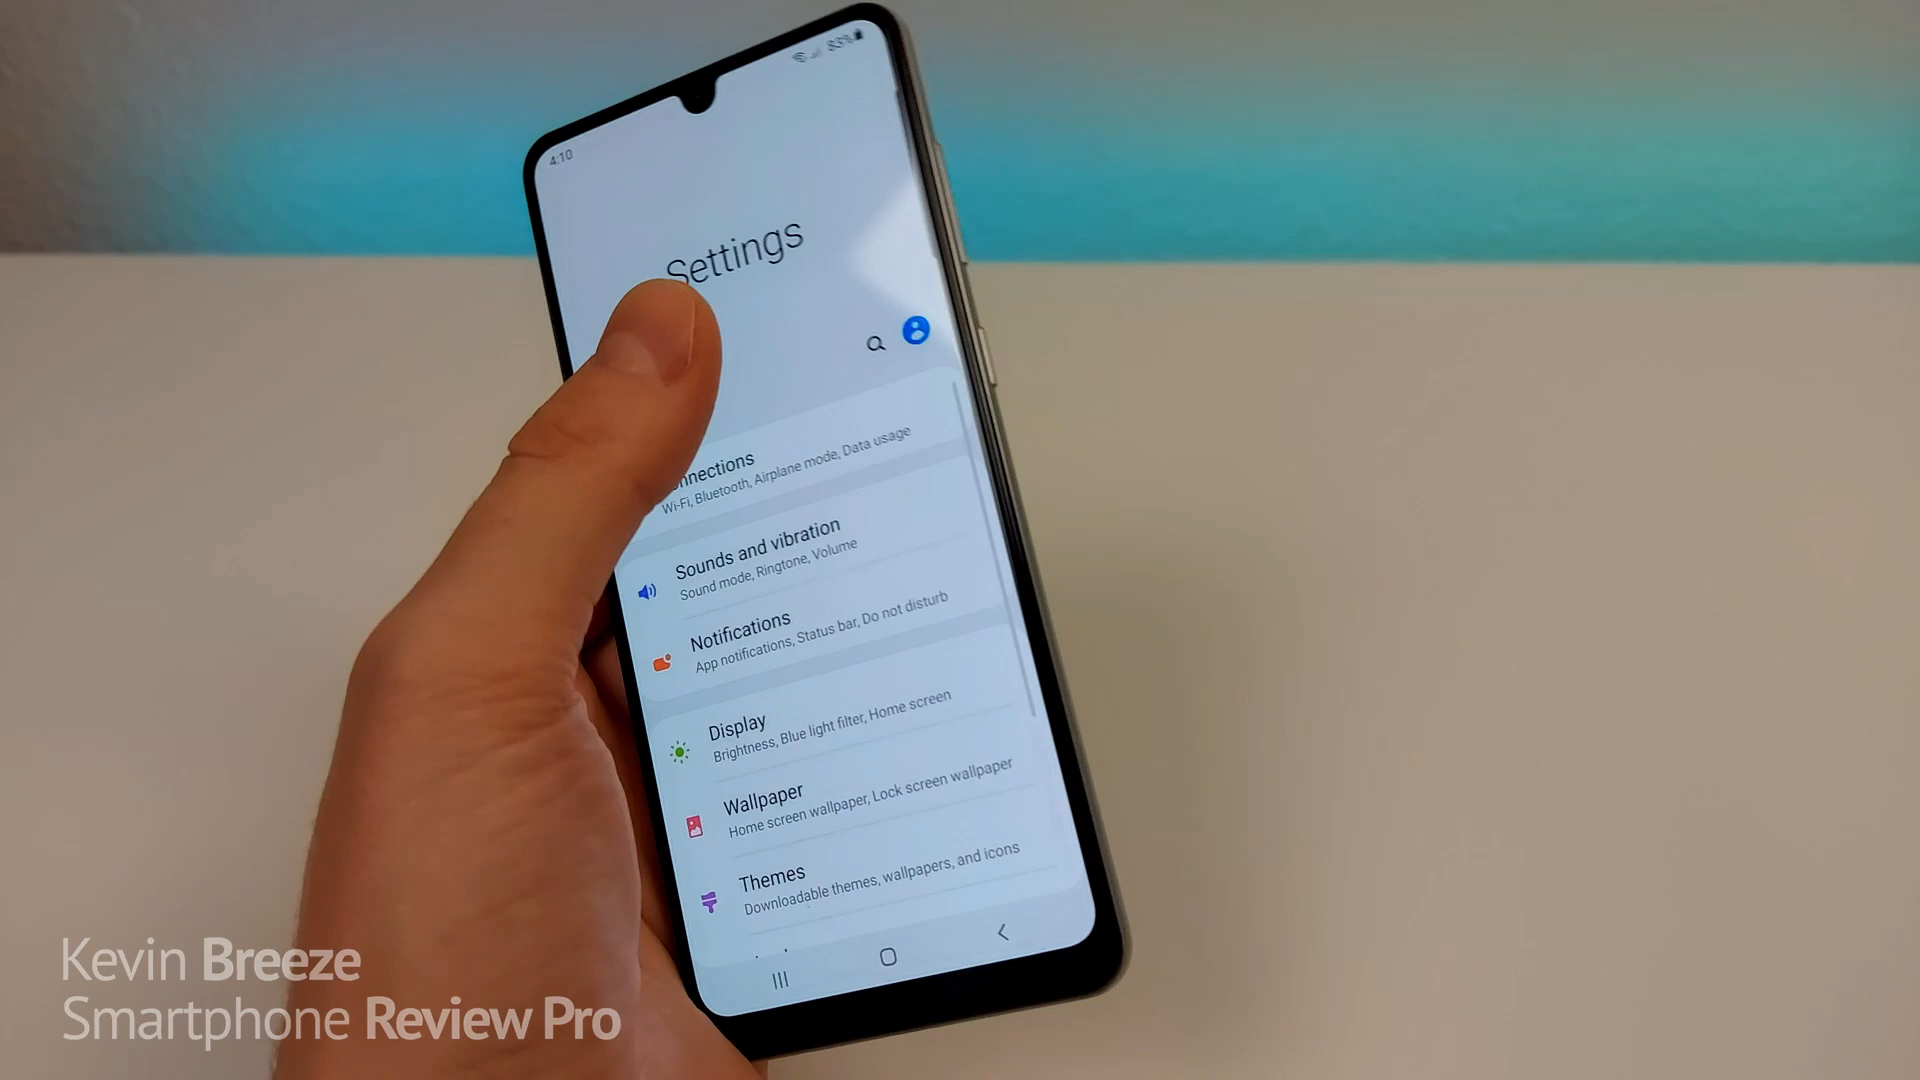 83%
4:10
Settings
nnections
Wi-Fi, Bluetooth, Airplane mode, Data usage
Sounds and vibration
Sound mode, Ringtone, Volume
Notifications
App notifications, Status bar, Do not disturb
Display
Brightness, Blue light filter, Home screen
Wallpaper
Home screen wallpaper, Lock screen wallpaper
Themes
Downloadable themes, wallpapers, and icons
Kevin Breeze
Smartphone Review Pro